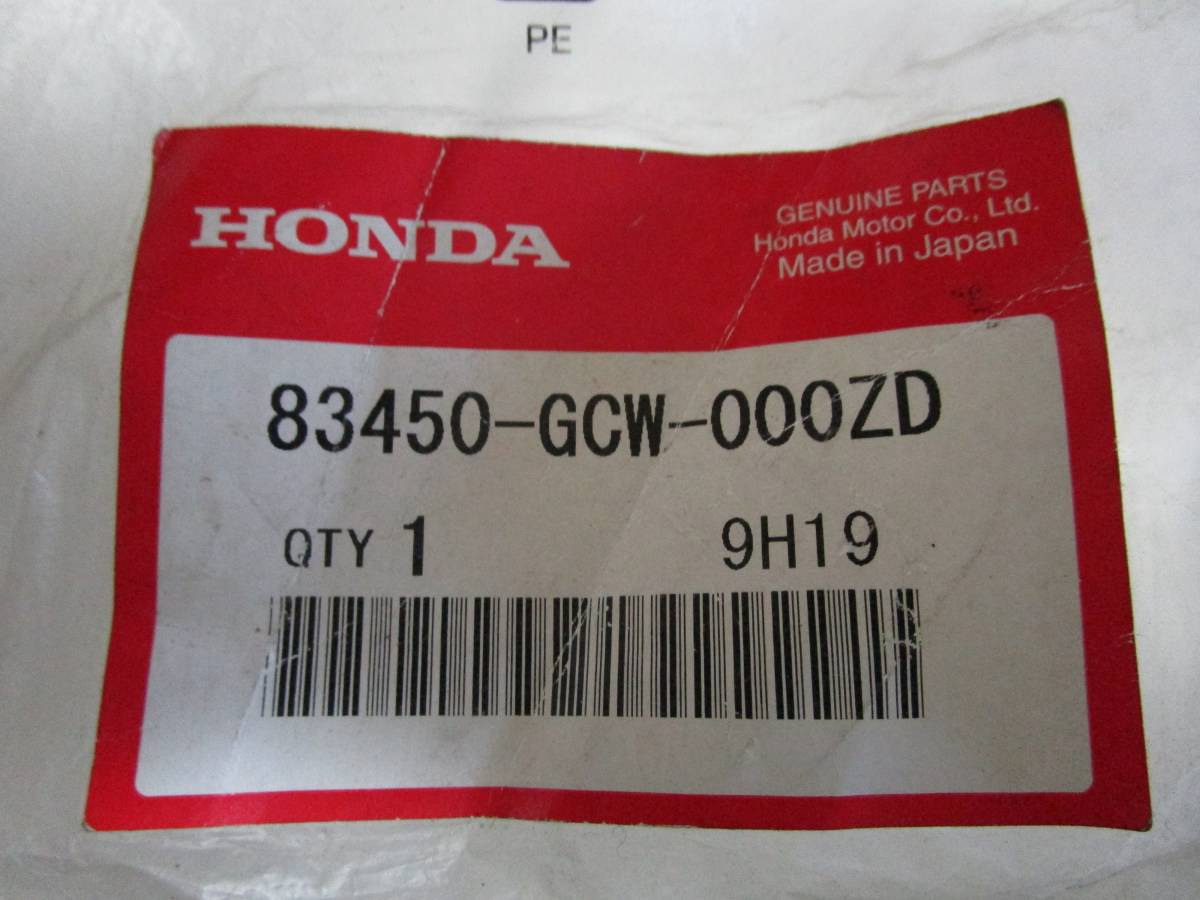 PE
HONDA
GENUINE PARTS
Honda Motor Co., Ltd.
Made in Japan
83450-GCW-000ZD
QTY 1 9H19